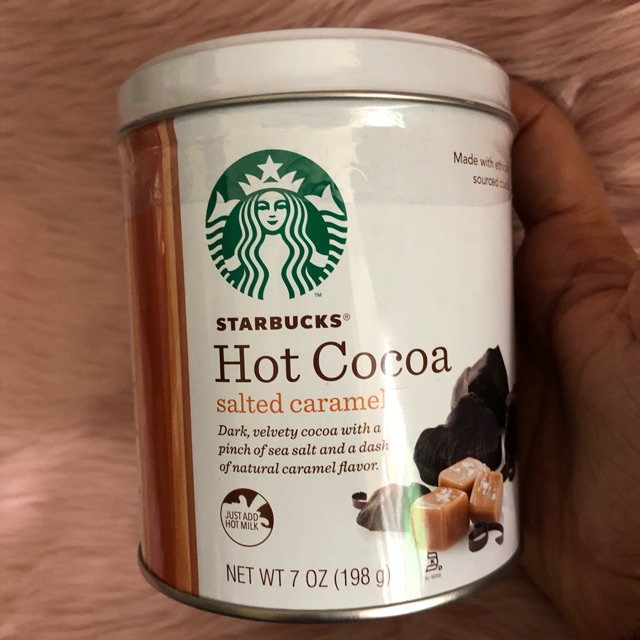 Made with
sourced
STARBUCKS®
Hot Cocoa
salted caramel
Dark, velvety cocoa with a
pinch of sea salt and a dash
of natural caramel flavor.
JUST ADD
HOT MILK
NET WT 7 OZ (198 g)
TM